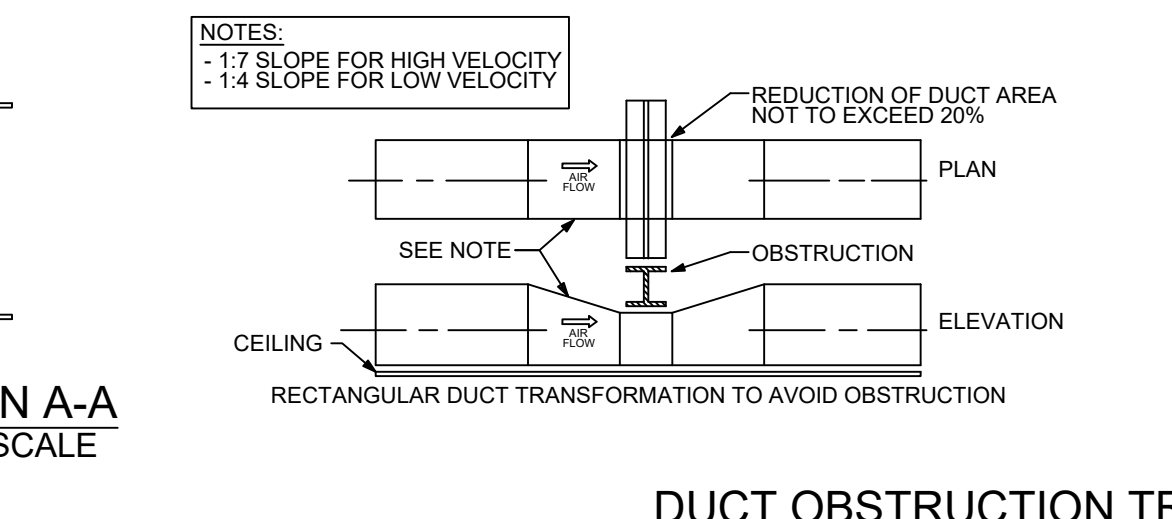 NOTES:
- 1:7 SLOPE FOR HIGH VELOCITY
- 1:4 SLOPE FOR LOW VELOCITY
REDUCTION OF DUCT AREA
NOT TO EXCEED 20%
AIR
FLOW
PLAN
SEE NOTE
OBSTRUCTION
AIR
FLOW
ELEVATION
CEILING
RECTANGULAR DUCT TRANSFORMATION TO AVOID OBSTRUCTION
N A-A
SCALE
DUCT OBSTRUCTION TR